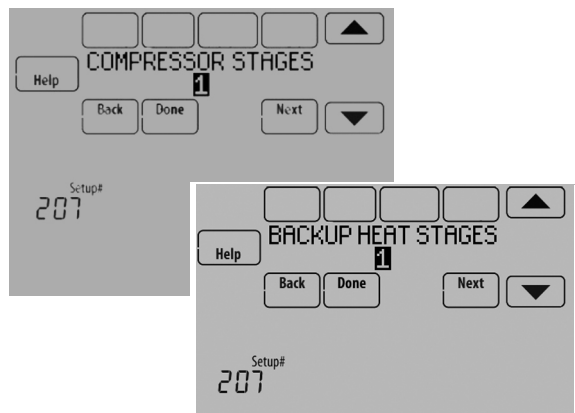 COMPRESSOR STAGES
Help
1
Back Done Next
Setup#
207
BACKUP HEAT STAGES
Help
1
Back Done Next
Setup#
207